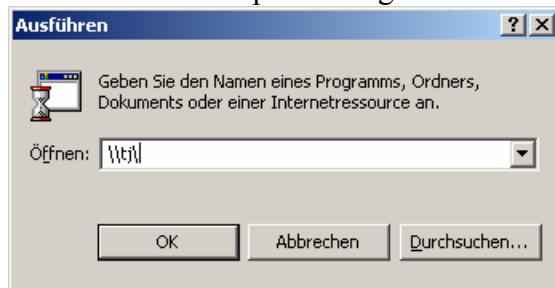 Ausführen
Geben Sie den Namen eines Programms, Ordners,
Dokuments oder einer Internetressource an.
Öffnen: \\tj\
OK Abbrechen Durchsuchen...